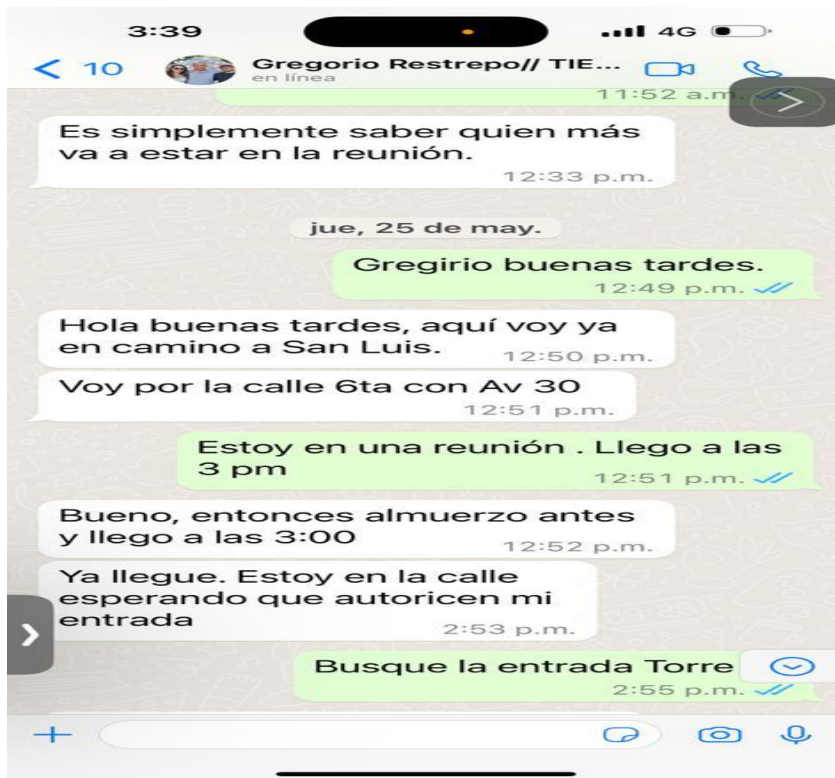 3:39
4G
10
Gregorio Restrepo// TIE...
en línea
11:52 a.m.
Es simplemente saber quien más
va a estar en la reunión.
12:33 p.m.
jue, 25 de may.
Gregirio buenas tardes.
12:49 p.m.
Hola buenas tardes, aquí voy ya
en camino a San Luis.
12:50 p.m.
Voy por la calle 6ta con Av 30
12:51 p.m.
Estoy en una reunión . Llego a las
3 pm
12:51 p.m.
Bueno, entonces almuerzo antes
y llego a las 3:00
12:52 p.m.
Ya llegue. Estoy en la calle
esperando que autoricen mi
entrada
2:53 p.m.
Busque la entrada Torre
2:55 p.m.